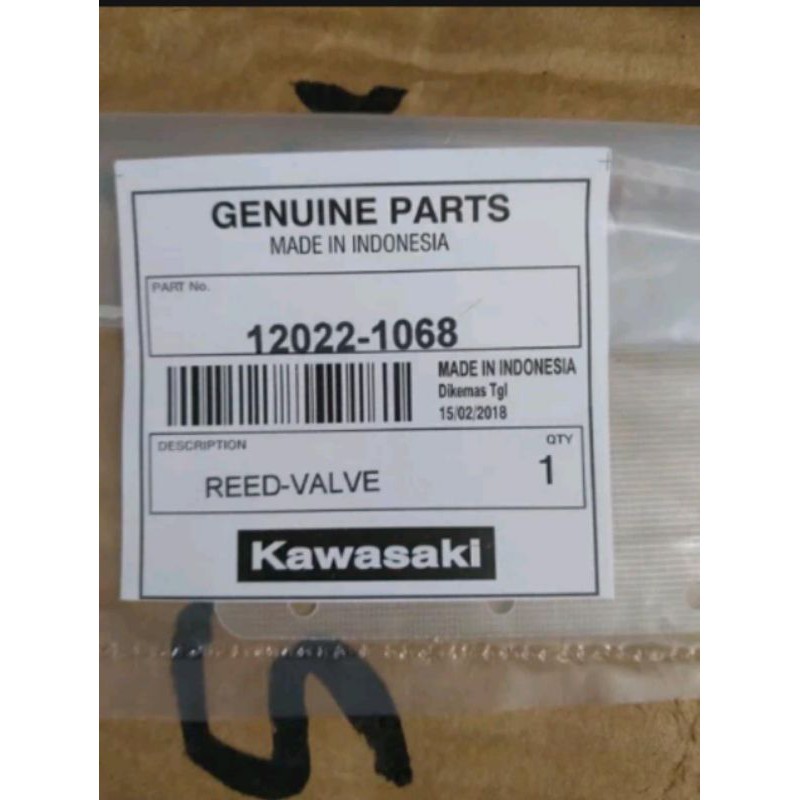 GENUINE PARTS
MADE IN INDONESIA
PART No.
12022-1068
MADE IN INDONESIA
Dikemas Tgl
15/02/2018
DESCRIPTION
QTY
REED-VALVE
1
Kawasaki